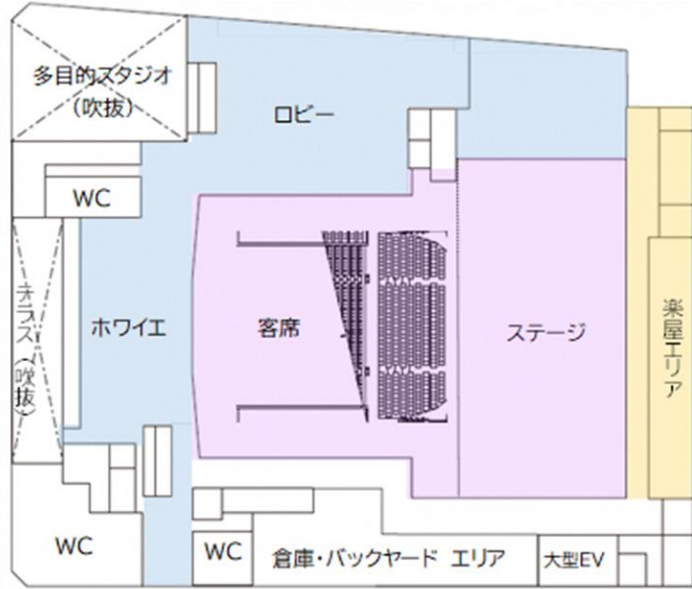 多目的スタジオ
（吹抜）
ロビー
WC
テラス（吹抜）
ホワイエ
客席
ステージ
楽屋エリア
WC
WC
倉庫・バックヤード エリア
大型EV